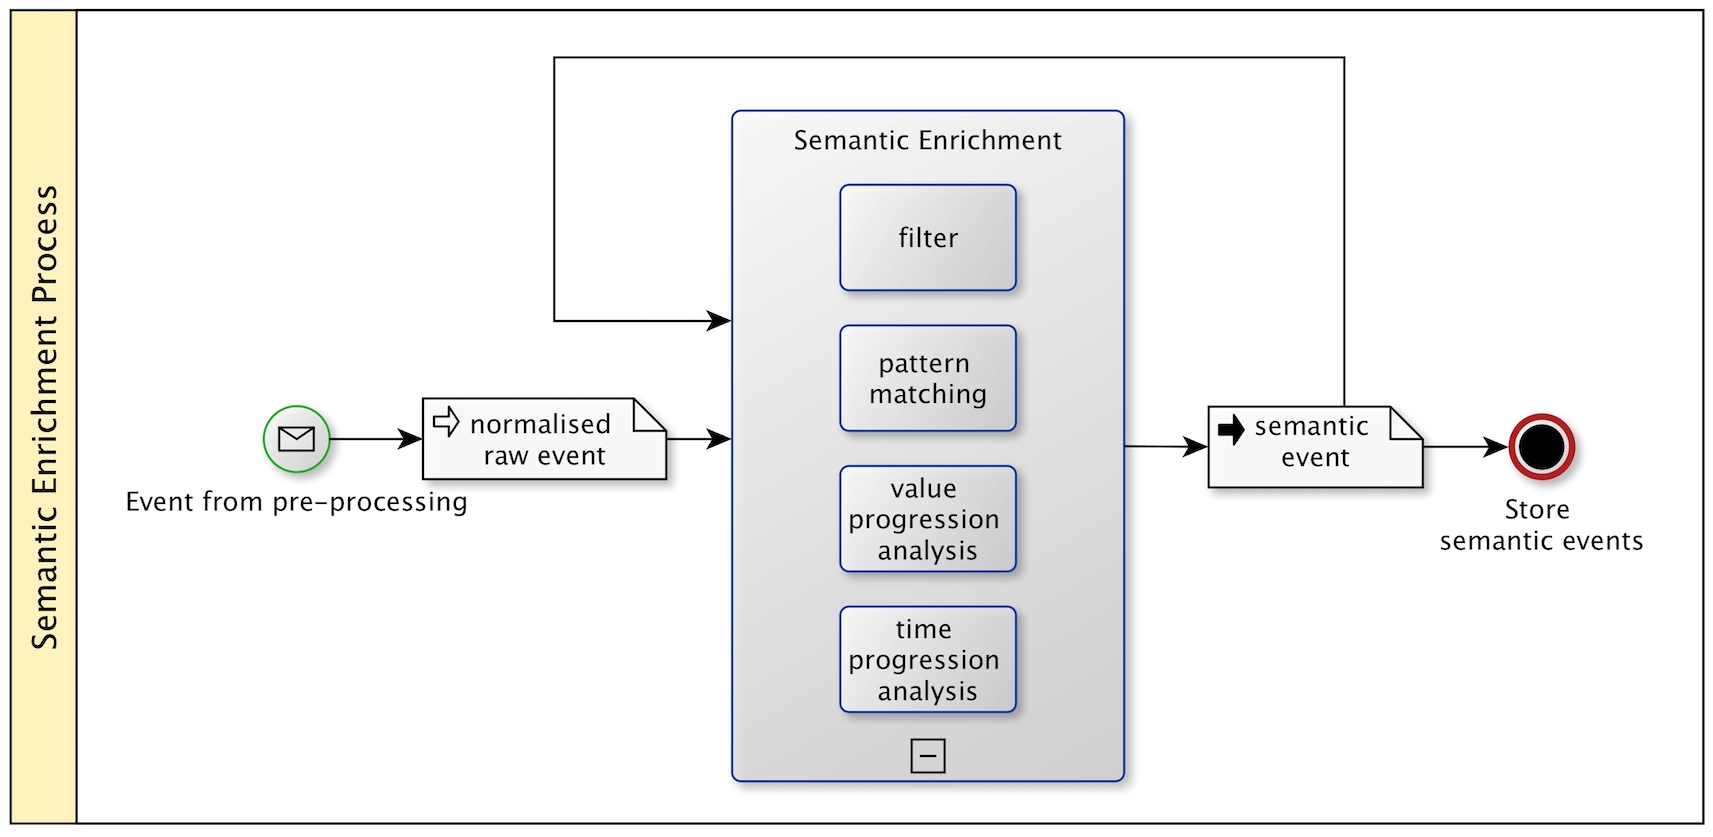 Semantic Enrichment Process
Event from pre-processing
normalised
raw event
Semantic Enrichment
filter
pattern
matching
value
progression
analysis
time
progression
analysis
semantic
event
Store
semantic events